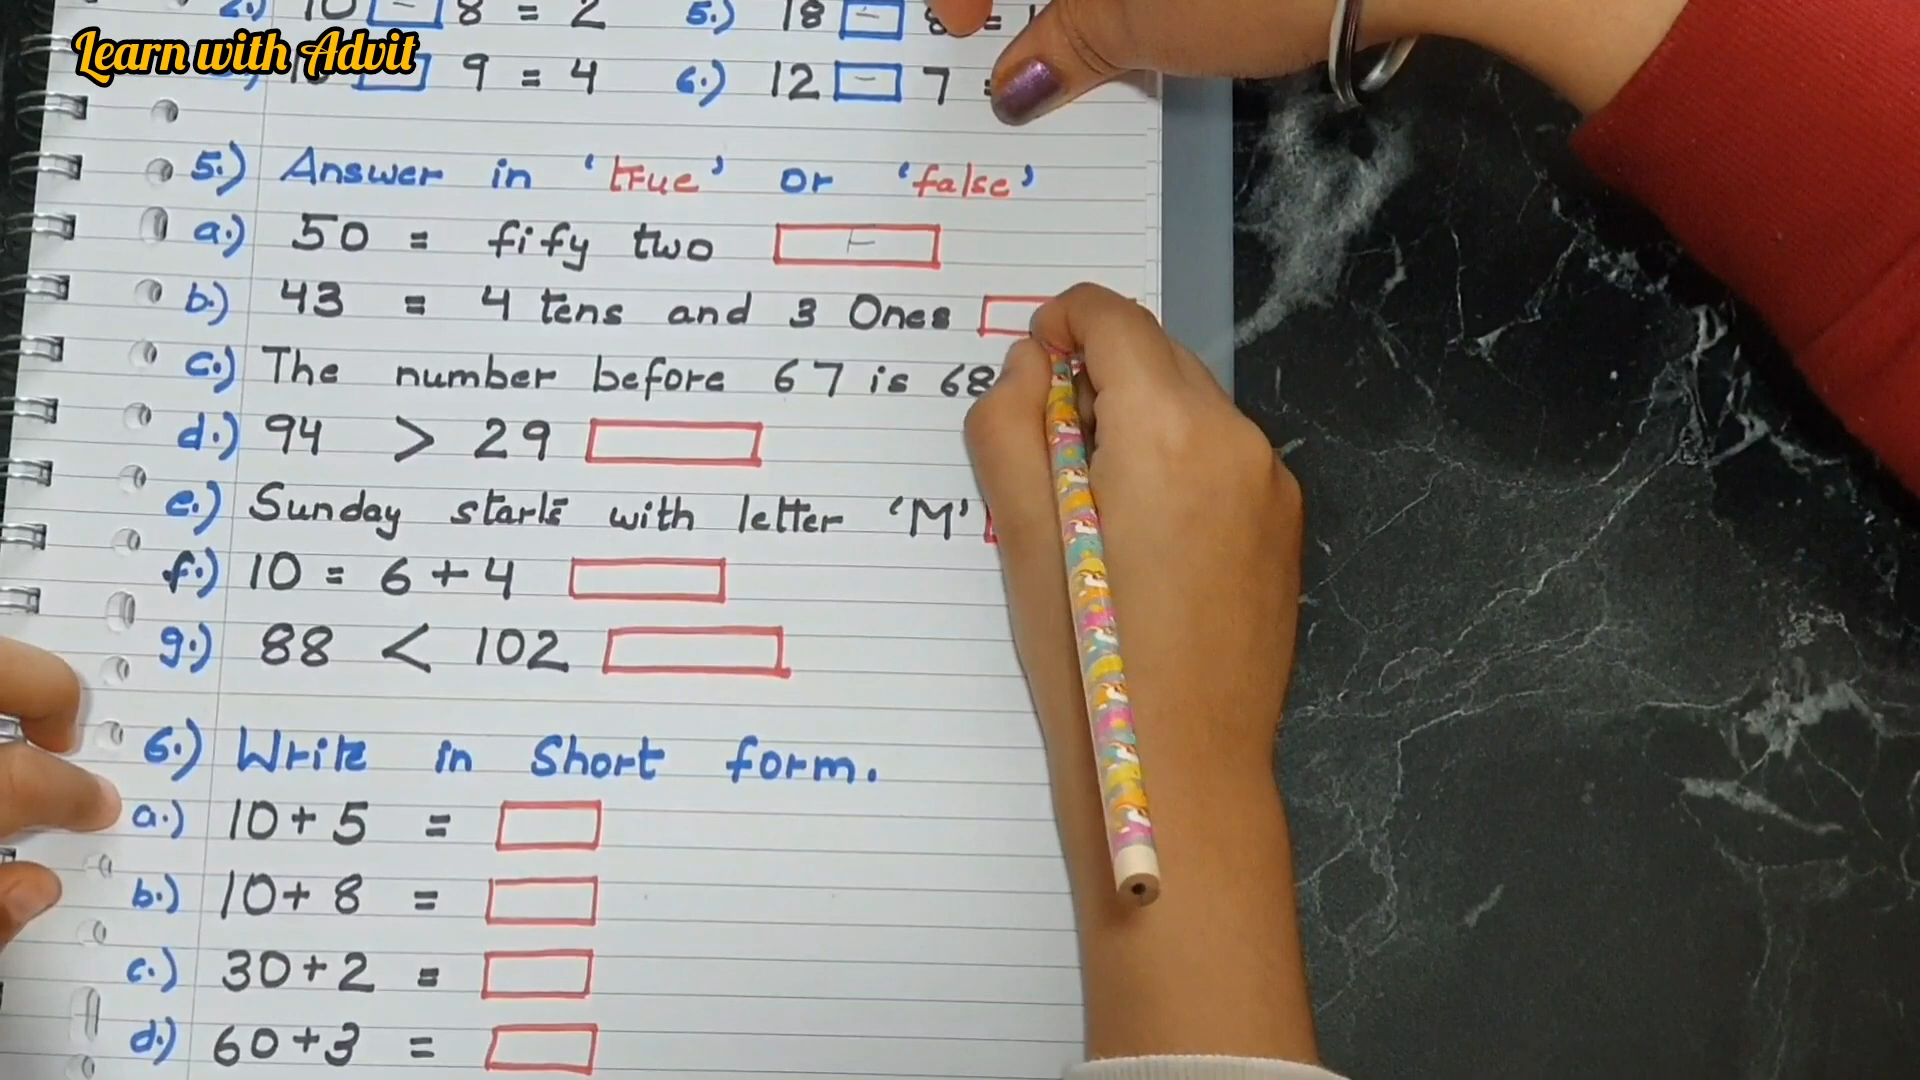 Learn with Advit
2.) 10 - 8 = 2 5.) 18 - 8 =
9 = 4 6.) 12 - 7 =
5.) Answer in 'true' or 'false'
a.) 50 = fify two F
b.) 43 = 4 tens and 3 Ones
c.) The number before 67 is 68
d.) 94 > 29
e.) Sunday starts with letter 'M'
f.) 10 = 6 + 4
g.) 88 < 102
6.) Write in Short form.
a.) 10 + 5 =
b.) 10 + 8 =
c.) 30 + 2 =
d.) 60 + 3 =